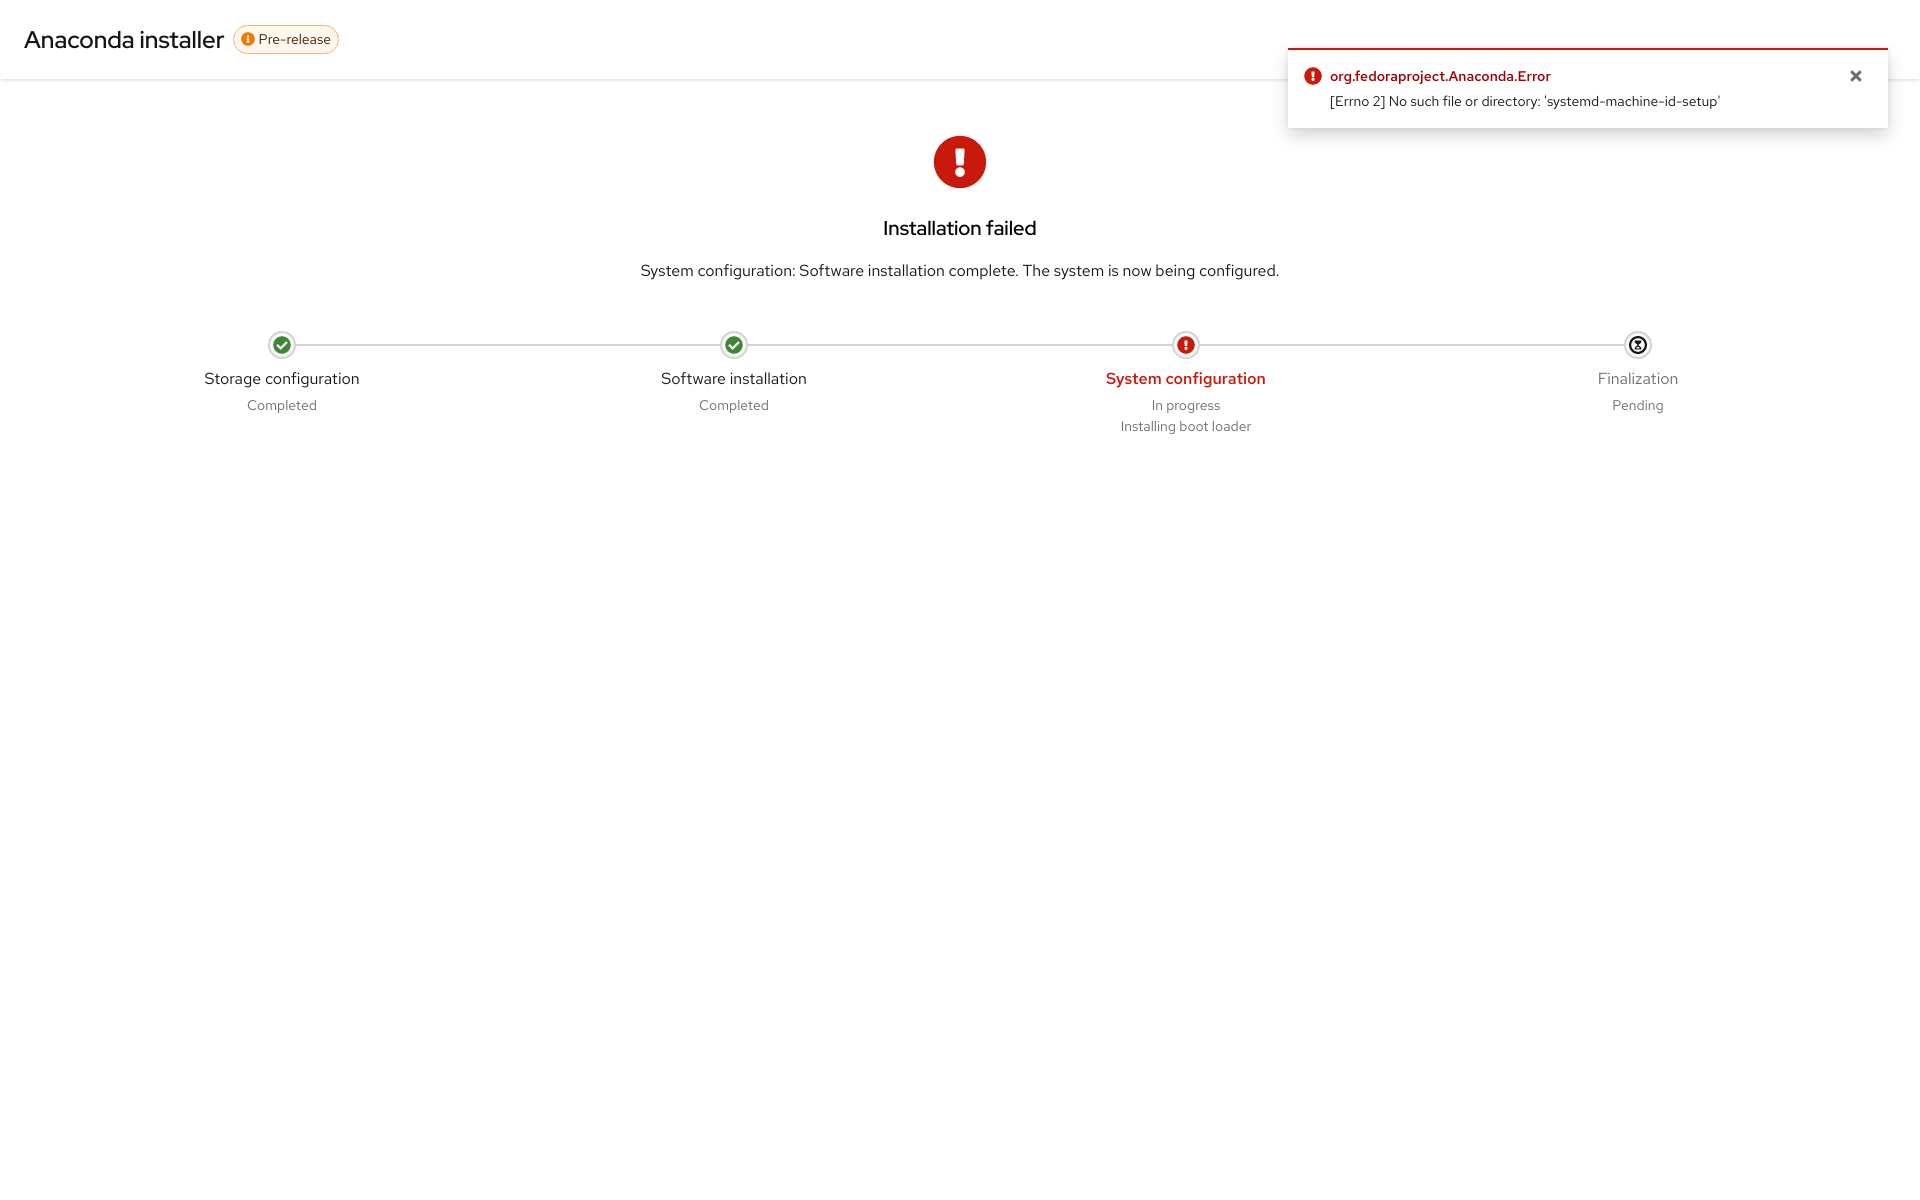 Anaconda installer
Pre-release
org.fedoraproject.Anaconda.Error
[Errno 2] No such file or directory: 'systemd-machine-id-setup'
Installation failed
System configuration: Software installation complete. The system is now being configured.
Storage configuration
Completed
Software installation
Completed
System configuration
In progress
Installing boot loader
Finalization
Pending